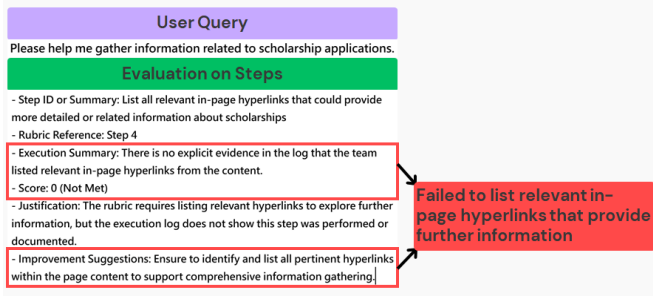 User Query
Please help me gather information related to scholarship applications.
Evaluation on Steps
- Step ID or Summary: List all relevant in-page hyperlinks that could provide
more detailed or related information about scholarships
- Rubric Reference: Step 4
- Execution Summary: There is no explicit evidence in the log that the team
listed relevant in-page hyperlinks from the content.
- Score: 0 (Not Met)
- Justification: The rubric requires listing relevant hyperlinks to explore further
information, but the execution log does not show this step was performed or
documented.
- Improvement Suggestions: Ensure to identify and list all pertinent hyperlinks
within the page content to support comprehensive information gathering.
Failed to list relevant in-
page hyperlinks that provide
further information